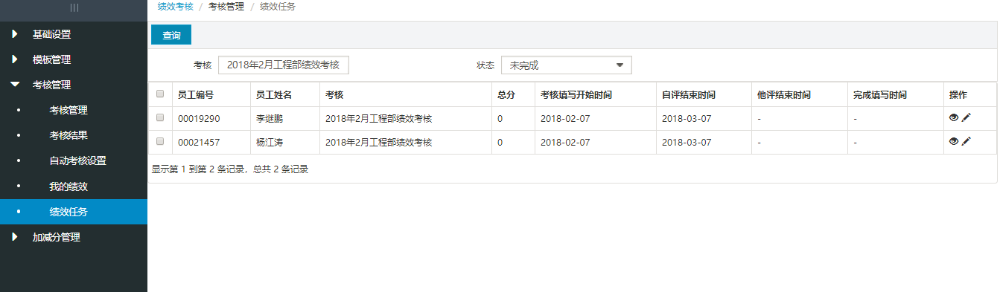 绩效考核 / 考核管理 / 绩效任务
基础设置
模板管理
考核管理
考核管理
考核结果
自动考核设置
我的绩效
绩效任务
加减分管理
查询
考核 2018年2月工程部绩效考核 状态 未完成
员工编号 员工姓名 考核 总分 考核填写开始时间 自评结束时间 他评结束时间 完成填写时间 操作
00019290 李继鹏 2018年2月工程部绩效考核 0 2018-02-07 2018-03-07 - -
00021457 杨江涛 2018年2月工程部绩效考核 0 2018-02-07 2018-03-07 - -
显示第 1 到第 2 条记录，总共 2 条记录